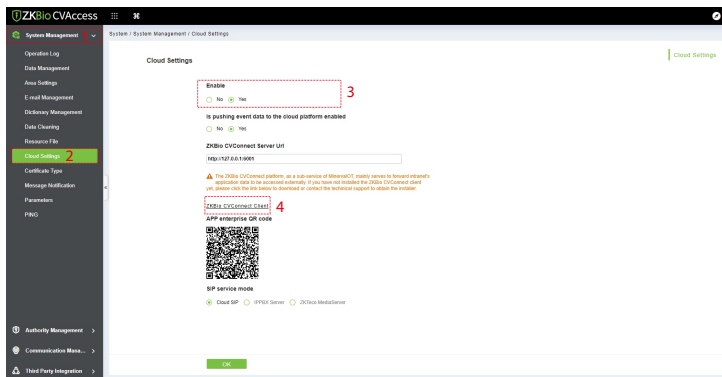 ZKBio CVAccess
System Management
1
System / System Management / Cloud Settings
Operation Log
Data Management
Area Settings
E-mail Management
Dictionary Management
Data Cleaning
Resource File
Cloud Settings
2
Certificate Type
Message Notification
Parameters
PING
Authority Management
Communication Mana...
Third Party Integration
Cloud Settings
Cloud Settings
Enable
No Yes
3
Is pushing event data to the cloud platform enabled
No Yes
ZKBio CVConnect Server Url
http://127.0.0.1:6001
The ZKBio CVConnect platform, as a sub-service of MinervaIOT, mainly serves to forward intranet's
application data to be accessed externally. If you have not installed the ZKBio CVConnect client
yet, please click the link below to download or contact the technical support to obtain the installer.
ZKBio CVConnect Client
4
APP enterprise QR code
SIP service mode
Cloud SIP IPPBX Server ZKTeco MediaServer
OK